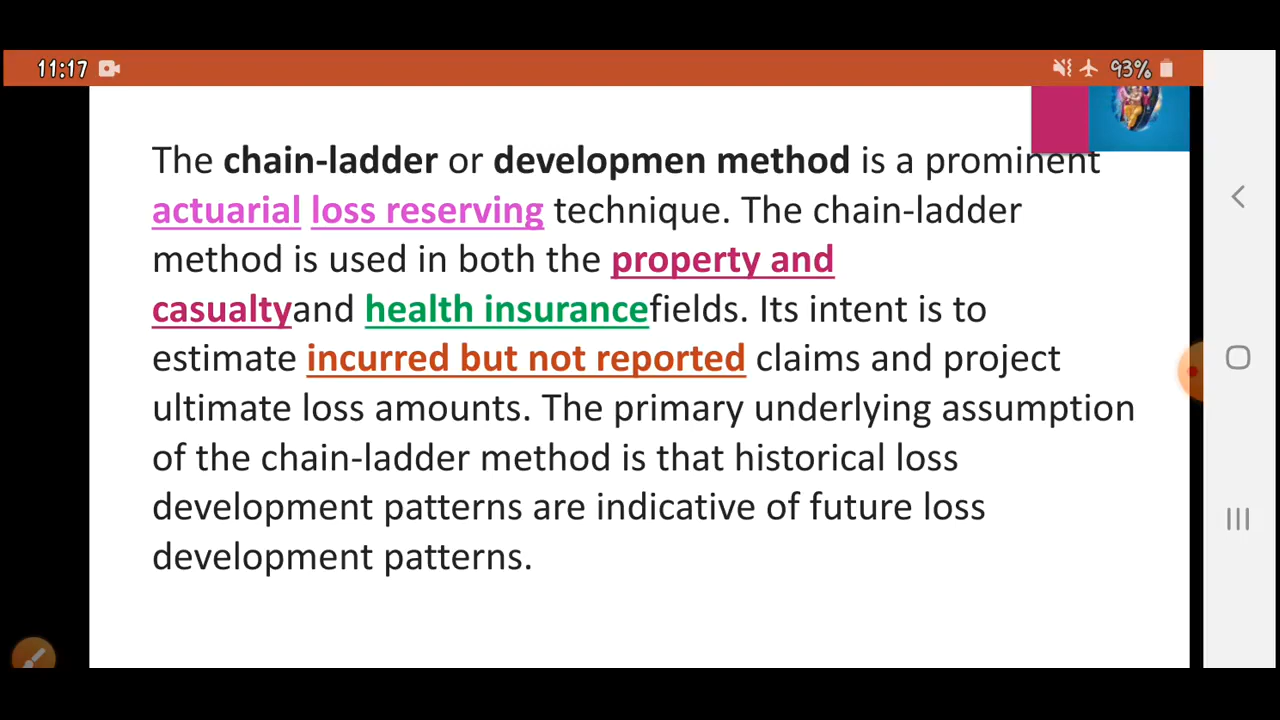 11:17
93%
The chain-ladder or developmen method is a prominent
actuarial loss reserving technique. The chain-ladder
method is used in both the property and
casualtyand health insurancefields. Its intent is to
estimate incurred but not reported claims and project
ultimate loss amounts. The primary underlying assumption
of the chain-ladder method is that historical loss
development patterns are indicative of future loss
development patterns.